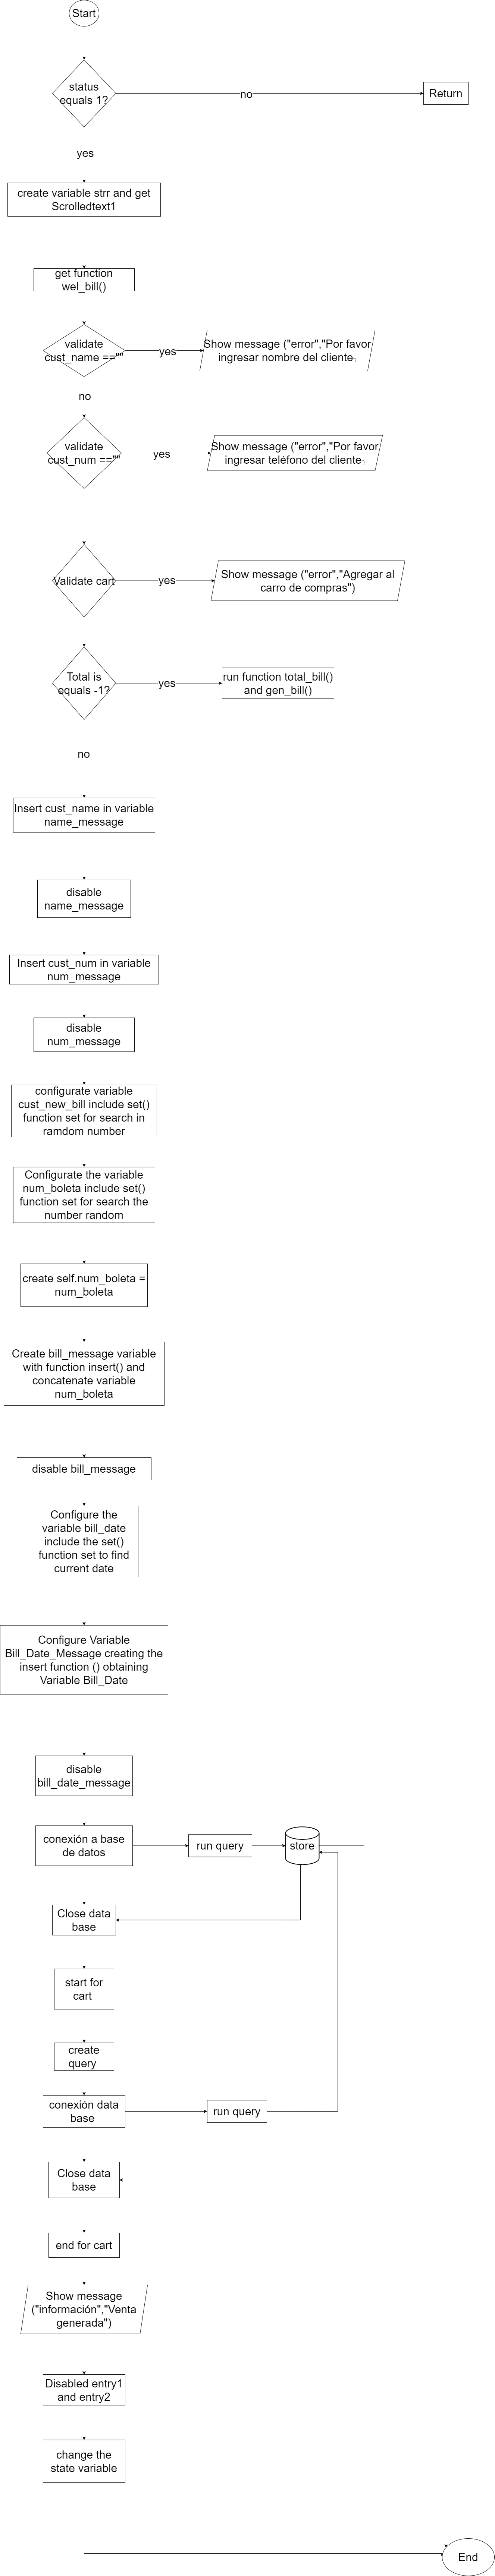 Start
status
equals 1?
no
Return
yes
create variable strr and get
Scrolledtext1
get function
wel_bill()
validate
cust_name ==""
yes
Show message ("error","Por favor
ingresar nombre del cliente
no
validate
cust_num ==""
yes
Show message ("error","Por favor
ingresar teléfono del cliente
Validate cart
yes
Show message ("error","Agregar al
carro de compras")
Total is
equals -1?
yes
run function total_bill()
and gen_bill()
no
Insert cust_name in variable
name_message
disable
name_message
Insert cust_num in variable
num_message
disable
num_message
configurate variable
cust_new_bill include set()
function set for search in
ramdom number
Configurate the variable
num_boleta include set()
function set for search the
number random
create self.num_boleta =
num_boleta
Create bill_message variable
with function insert() and
concatenate variable
num_boleta
disable bill_message
Configure the
variable bill_date
include the set()
function set to find
current date
Configure Variable
Bill_Date_Message creating the
insert function () obtaining
Variable Bill_Date
disable
bill_date_message
conexión a base
de datos
run query
store
Close data
base
start for
cart
create
query
conexión data
base
run query
Close data
base
end for cart
Show message
("información","Venta
generada")
Disabled entry1
and entry2
change the
state variable
End